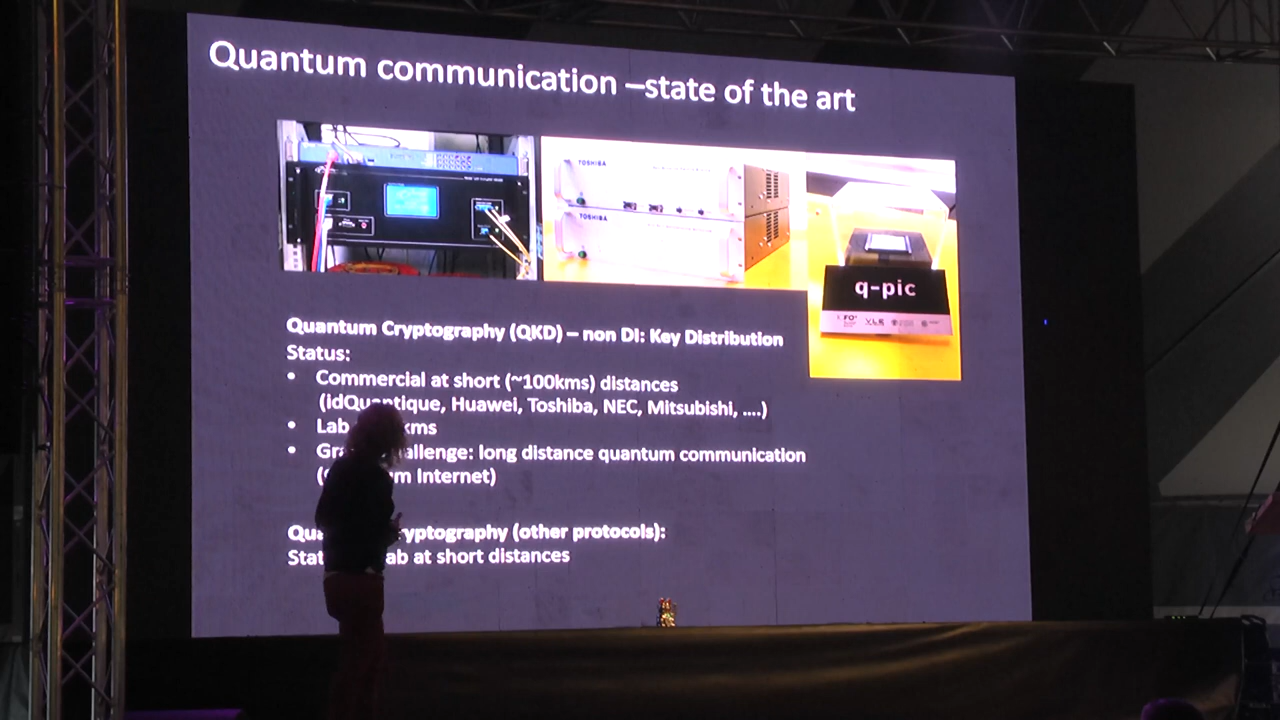 Quantum communication –state of the art
TOSHIBA
TOSHIBA
q-pic
Quantum Cryptography (QKD) – non DI: Key Distribution
Status:
• Commercial at short (~100kms) distances
(idQuantique, Huawei, Toshiba, NEC, Mitsubishi, ....)
• Lab kms
• Gr allenge: long distance quantum communication
( m Internet)
Qua ryptography (other protocols):
Stat ab at short distances